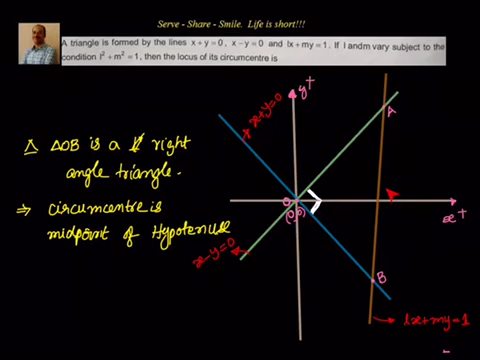 Serve - Share - Smile. Life is short!!!
A triangle is formed by the lines x + y = 0, x – y = 0 and lx + my = 1. If l and m vary subject to the
condition l² + m² = 1, then the locus of its circumcentre is
△ AOB is a right
angle triangle.
⇒ circumcentre is
midpoint of Hypotenuse
y+
x+y=0
A
O
(0,0)
x+
x-y=0
B
lx+my=1